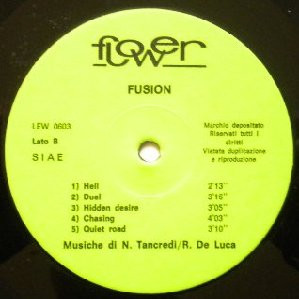 flower
FUSION
LEW 0603
Lato B
SIAE
Marchio depositato
Riservati tutti i
diritti
Vietata duplicazione
e riproduzione
1) Hell 2'13"
2) Duel 3'16"
3) Hidden desire 3'05"
4) Chasing 4'03"
5) Quiet road 3'10"
Musiche di N. Tancredi/R. De Luca